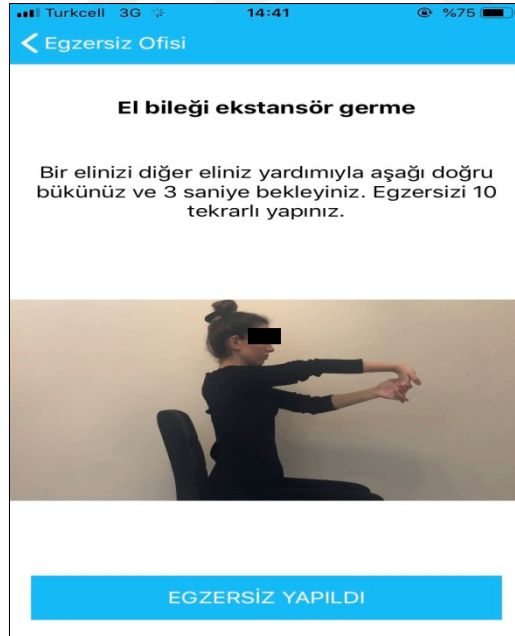 Turkcell 3G 14:41 %75
Egzersiz Ofisi
El bileği ekstansör germe
Bir elinizi diğer eliniz yardımıyla aşağı doğru
bükünüz ve 3 saniye bekleyiniz. Egzersizi 10
tekrarlı yapınız.
EGZERSİZ YAPILDI